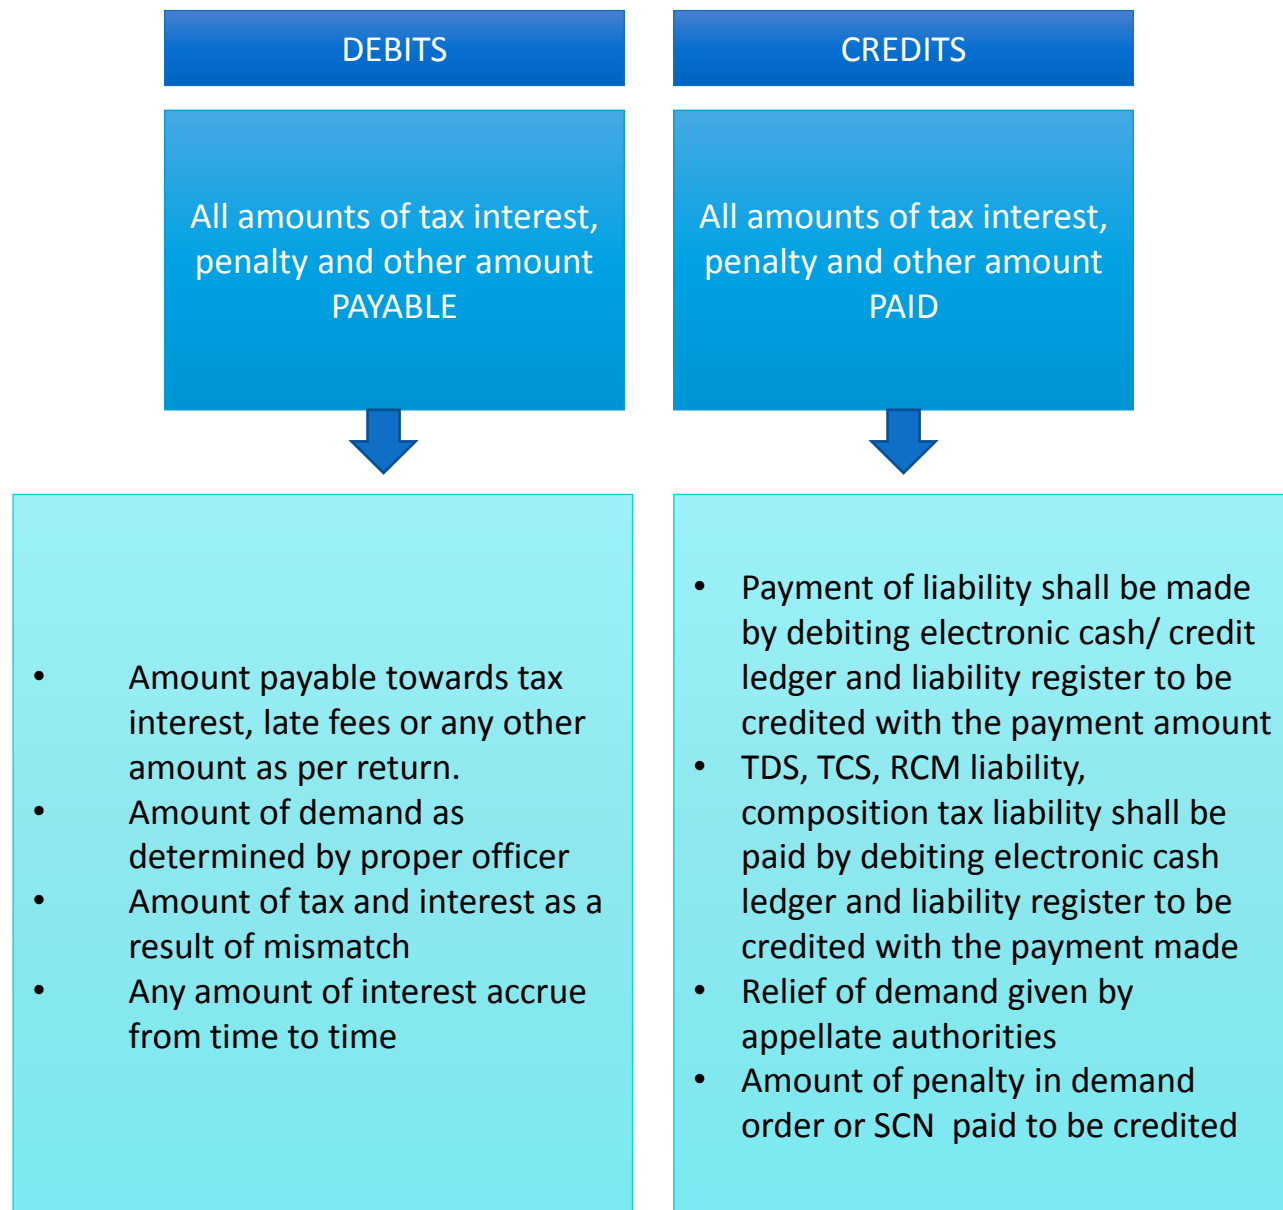 DEBITS
All amounts of tax interest,
penalty and other amount
PAYABLE
• Amount payable towards tax
interest, late fees or any other
amount as per return.
• Amount of demand as
determined by proper officer
• Amount of tax and interest as a
result of mismatch
• Any amount of interest accrue
from time to time
CREDITS
All amounts of tax interest,
penalty and other amount
PAID
• Payment of liability shall be made
by debiting electronic cash/ credit
ledger and liability register to be
credited with the payment amount
• TDS, TCS, RCM liability,
composition tax liability shall be
paid by debiting electronic cash
ledger and liability register to be
credited with the payment made
• Relief of demand given by
appellate authorities
• Amount of penalty in demand
order or SCN  paid to be credited